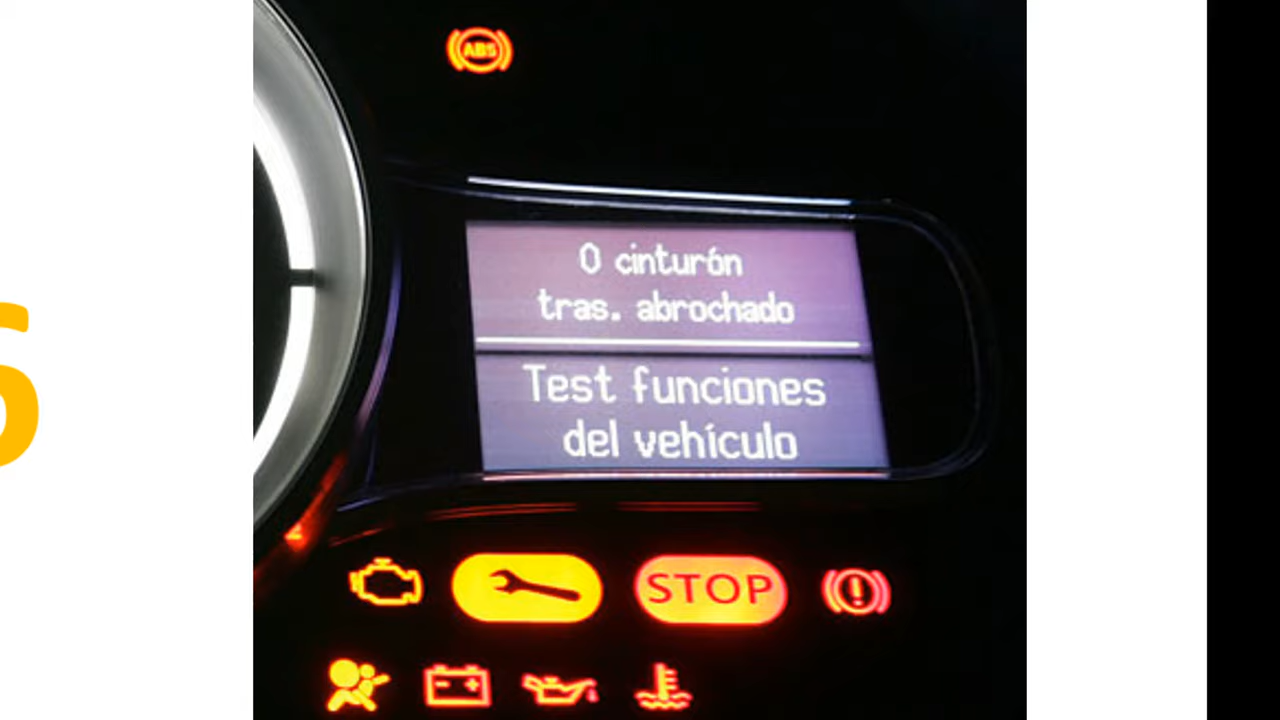 ABS
0 cinturón
tras. abrochado
Test funciones
del vehículo
STOP